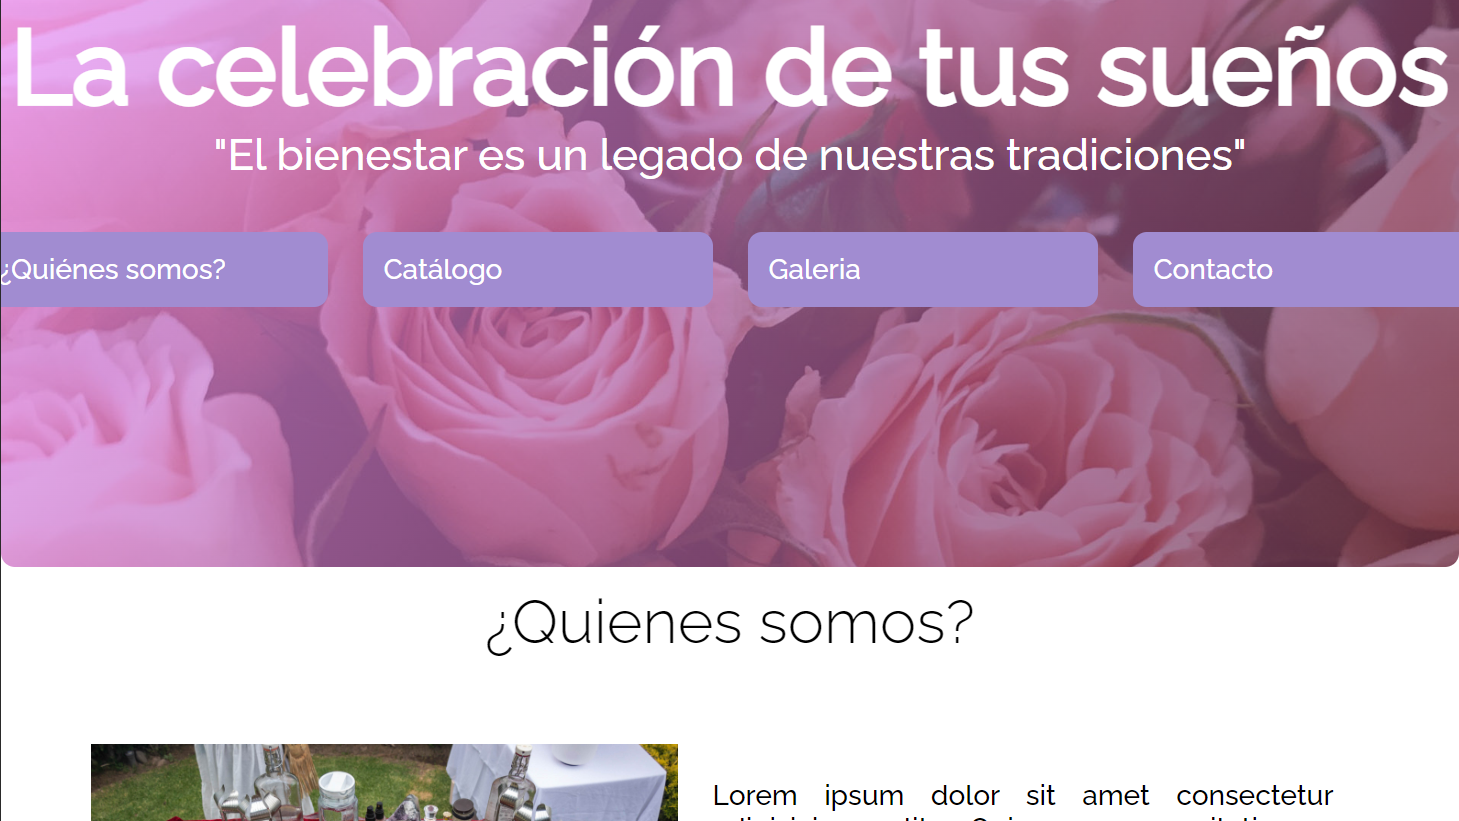 La celebración de tus sueños
"El bienestar es un legado de nuestras tradiciones"
¿Quiénes somos?
Catálogo
Galeria
Contacto
¿Quienes somos?
Lorem ipsum dolor sit amet consectetur